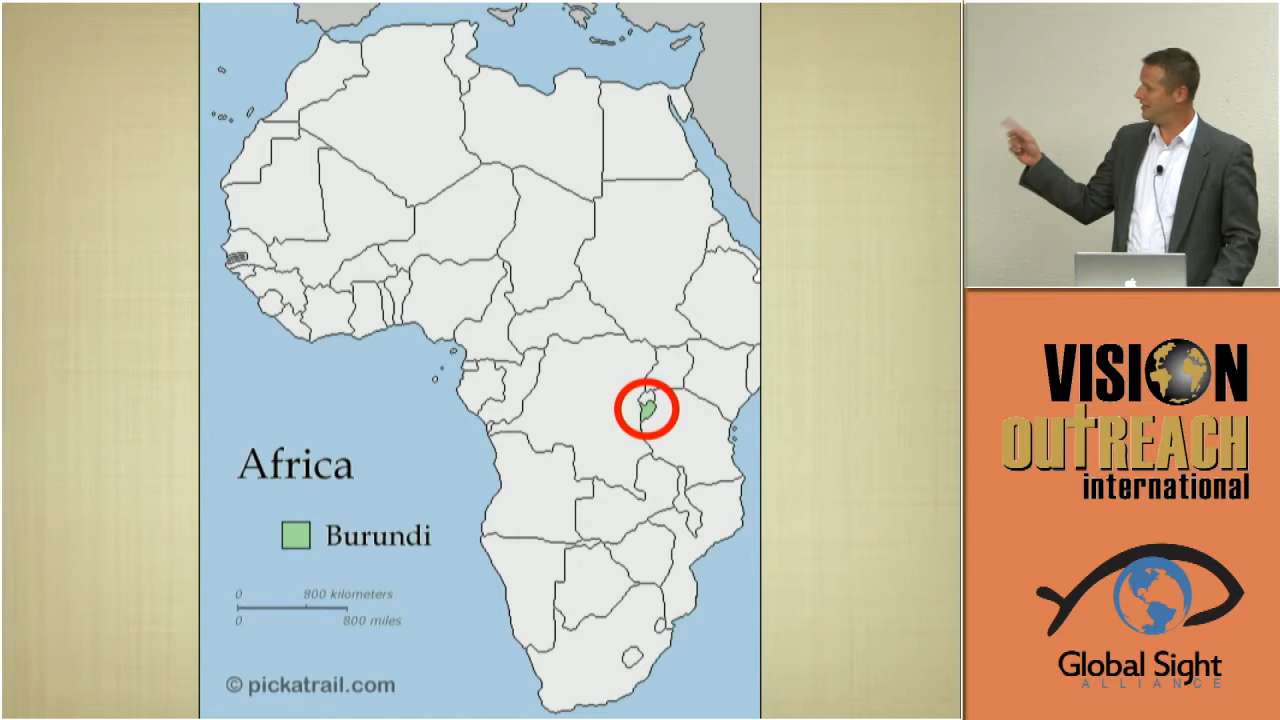 Africa
Burundi
0 800 kilometers
0 800 miles
© pickatrail.com
VISION
OUTREACH
international
Global Sight
ALLIANCE